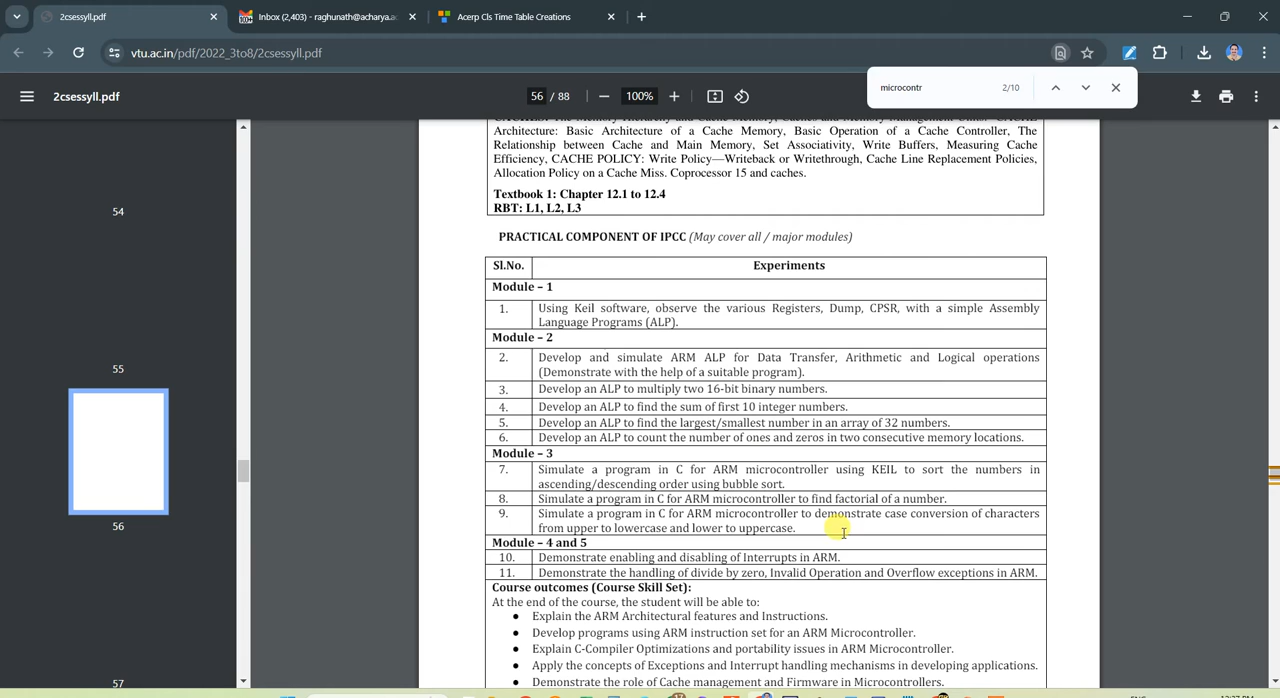 2csessyll.pdf
Inbox (2,403) - raghunath@acharya.ac
Acerp Cls Time Table Creations
vtu.ac.in/pdf/2022_3to8/2csessyll.pdf
2csessyll.pdf
56 / 88
100%
microcontr
2/10
54
55
56
57
Architecture: Basic Architecture of a Cache Memory, Basic Operation of a Cache Controller, The
Relationship between Cache and Main Memory, Set Associativity, Write Buffers, Measuring Cache
Efficiency, CACHE POLICY: Write Policy—Writeback or Writethrough, Cache Line Replacement Policies,
Allocation Policy on a Cache Miss. Coprocessor 15 and caches.
Textbook 1: Chapter 12.1 to 12.4
RBT: L1, L2, L3
PRACTICAL COMPONENT OF IPCC (May cover all / major modules)
Sl.No. Experiments
Module – 1
1. Using Keil software, observe the various Registers, Dump, CPSR, with a simple Assembly
Language Programs (ALP).
Module – 2
2. Develop and simulate ARM ALP for Data Transfer, Arithmetic and Logical operations
(Demonstrate with the help of a suitable program).
3. Develop an ALP to multiply two 16-bit binary numbers.
4. Develop an ALP to find the sum of first 10 integer numbers.
5. Develop an ALP to find the largest/smallest number in an array of 32 numbers.
6. Develop an ALP to count the number of ones and zeros in two consecutive memory locations.
Module – 3
7. Simulate a program in C for ARM microcontroller using KEIL to sort the numbers in
ascending/descending order using bubble sort.
8. Simulate a program in C for ARM microcontroller to find factorial of a number.
9. Simulate a program in C for ARM microcontroller to demonstrate case conversion of characters
from upper to lowercase and lower to uppercase.
Module – 4 and 5
10. Demonstrate enabling and disabling of Interrupts in ARM.
11. Demonstrate the handling of divide by zero, Invalid Operation and Overflow exceptions in ARM.
Course outcomes (Course Skill Set):
At the end of the course, the student will be able to:
● Explain the ARM Architectural features and Instructions.
● Develop programs using ARM instruction set for an ARM Microcontroller.
● Explain C-Compiler Optimizations and portability issues in ARM Microcontroller.
● Apply the concepts of Exceptions and Interrupt handling mechanisms in developing applications.
● Demonstrate the role of Cache management and Firmware in Microcontrollers.